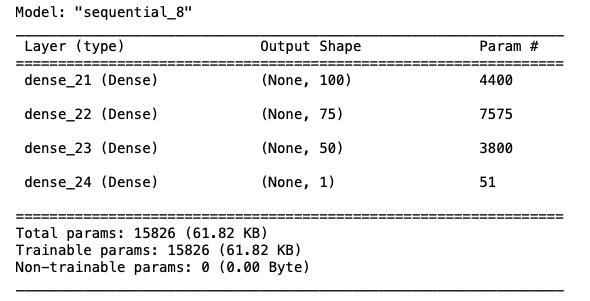 Model: "sequential_8"
Layer (type) Output Shape Param #
dense_21 (Dense) (None, 100) 4400
dense_22 (Dense) (None, 75) 7575
dense_23 (Dense) (None, 50) 3800
dense_24 (Dense) (None, 1) 51
Total params: 15826 (61.82 KB)
Trainable params: 15826 (61.82 KB)
Non-trainable params: 0 (0.00 Byte)